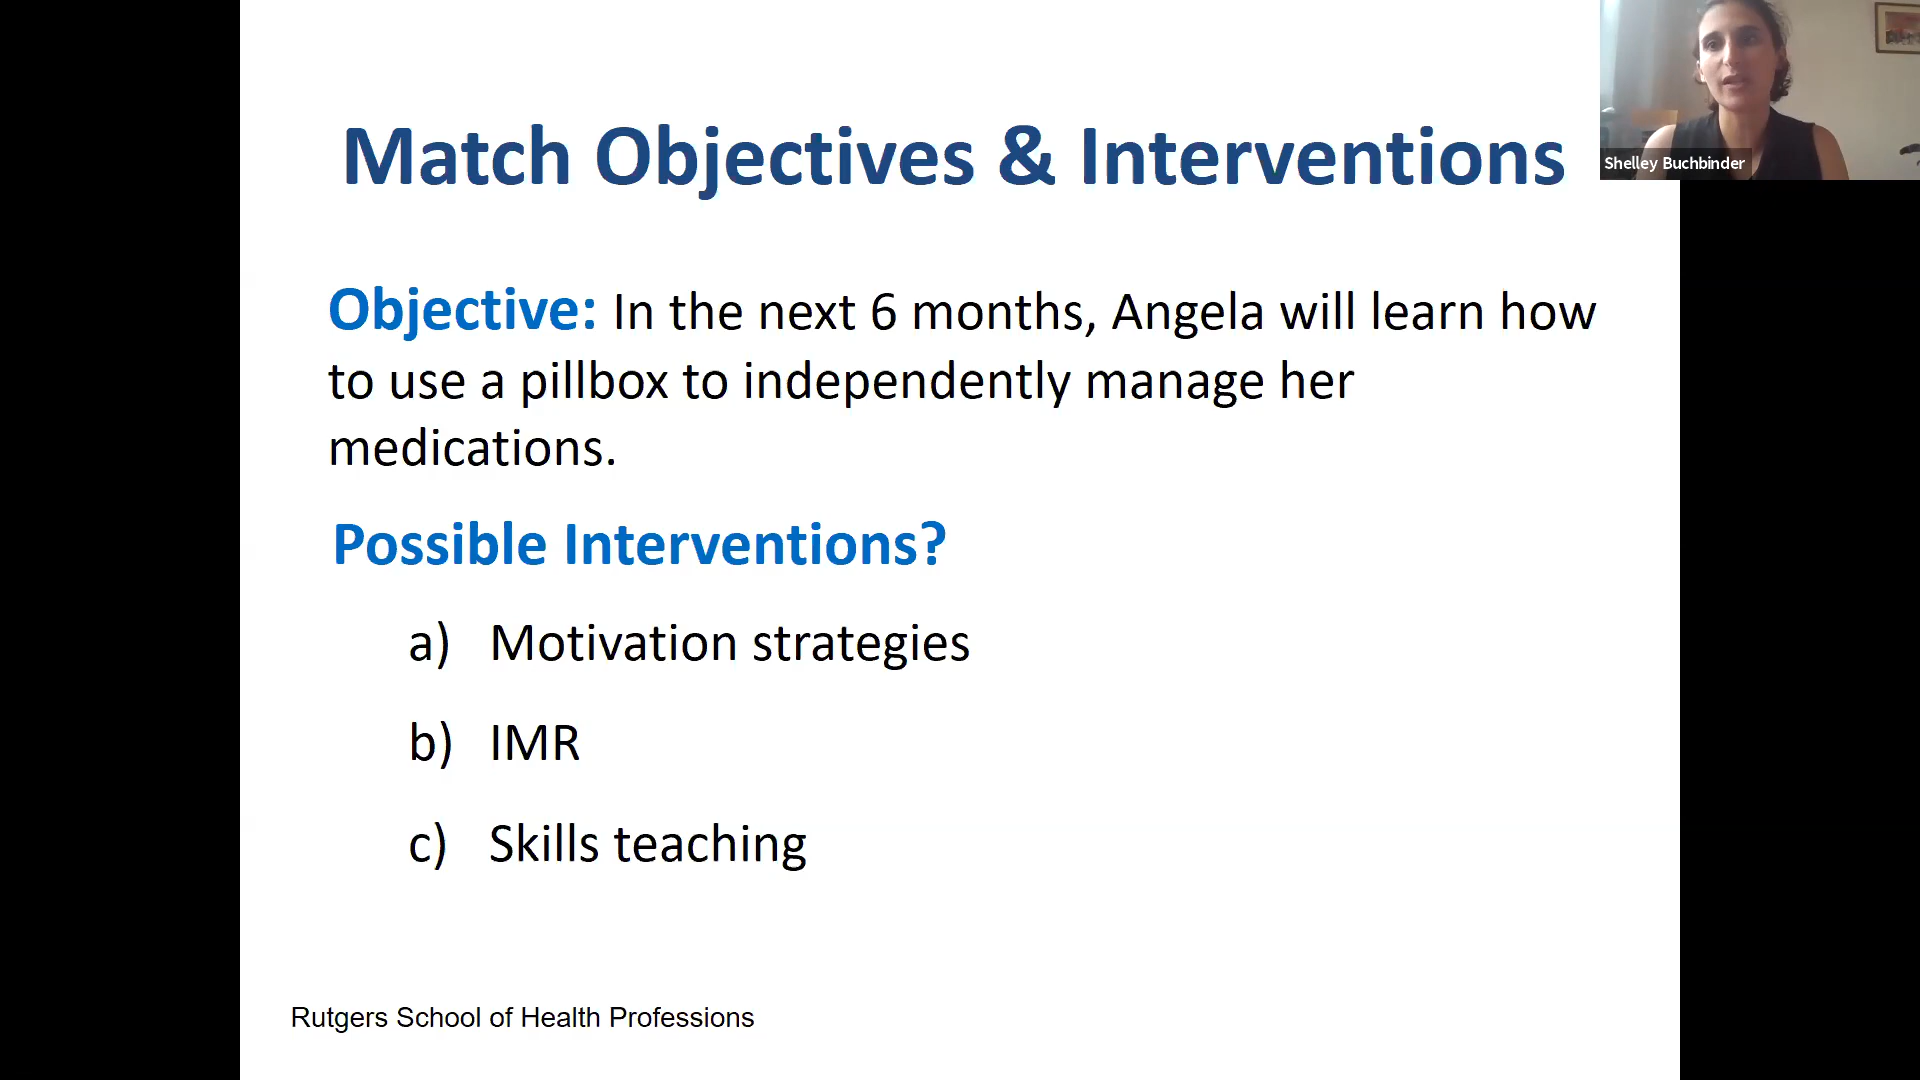 Match Objectives & Interventions
Shelley Buchbinder
Objective: In the next 6 months, Angela will learn how
to use a pillbox to independently manage her
medications.
Possible Interventions?
a) Motivation strategies
b) IMR
c) Skills teaching
Rutgers School of Health Professions